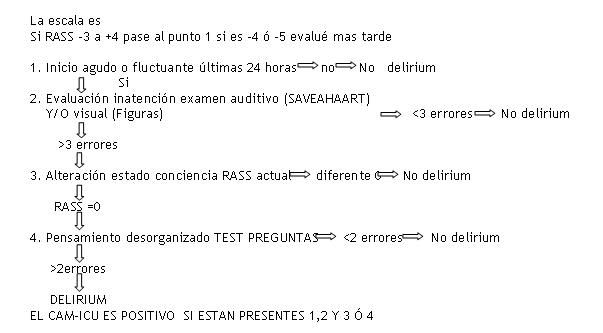 La escala es
Si RASS -3 a +4 pase al punto 1 si es -4 ó -5 evalué mas tarde
1. Inicio agudo o fluctuante últimas 24 horas no No delirium
Si
2. Evaluación inatención examen auditivo (SAVEAHAART)
Y/O visual (Figuras) <3 errores No delirium
>3 errores
3. Alteración estado conciencia RASS actual diferente 0 No delirium
RASS =0
4. Pensamiento desorganizado TEST PREGUNTAS <2 errores No delirium
>2errores
DELIRIUM
EL CAM-ICU ES POSITIVO SI ESTAN PRESENTES 1,2 Y 3 Ó 4